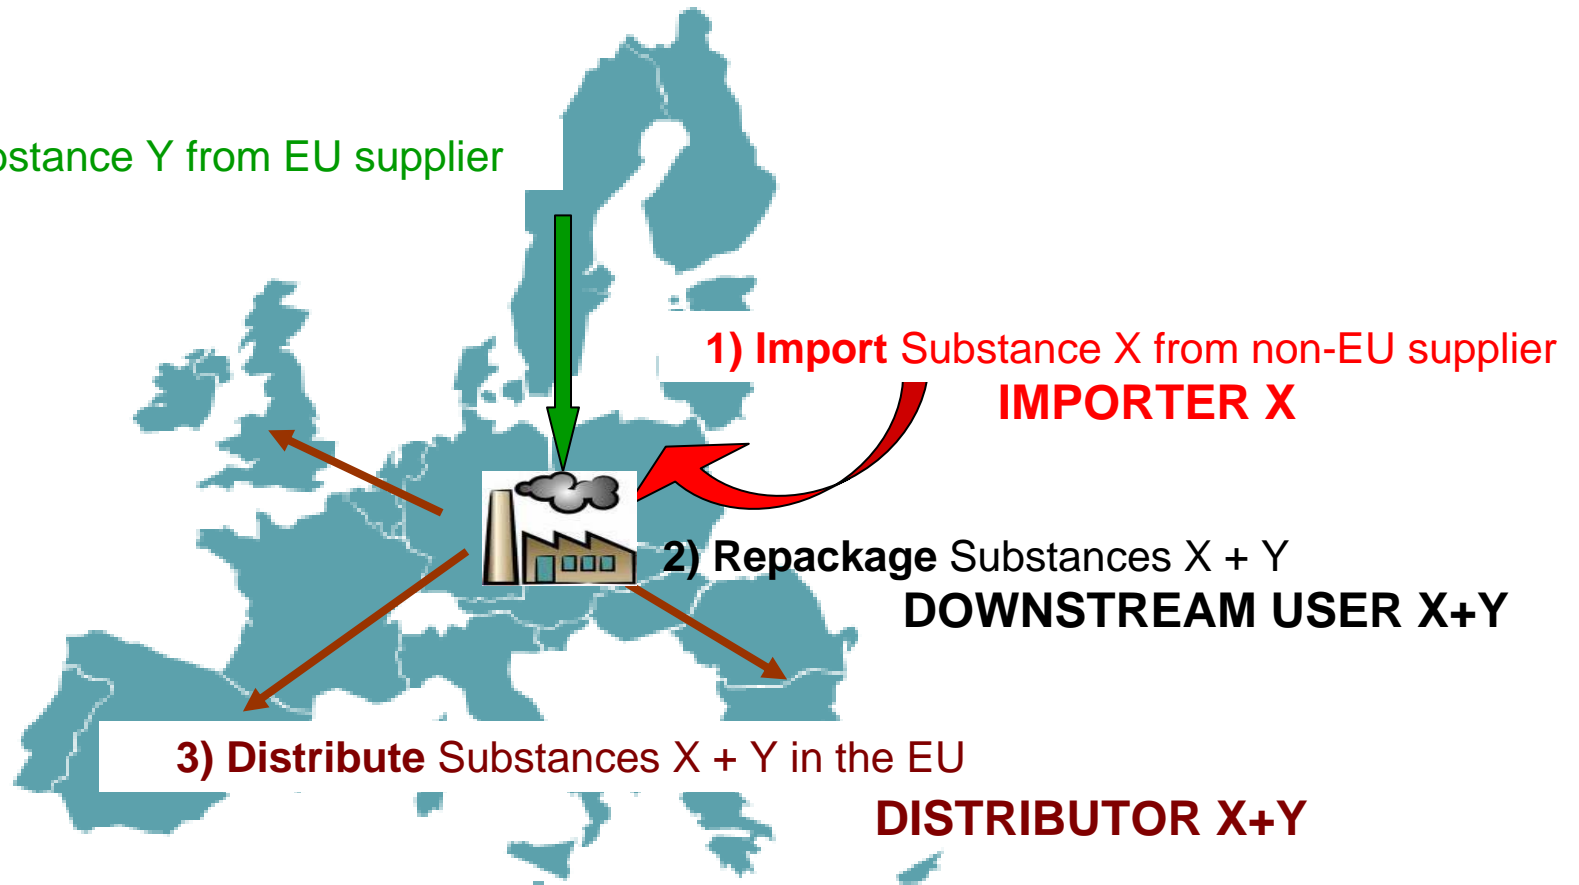 ostance Y from EU supplier
1) Import Substance X from non-EU supplier
IMPORTER X
2) Repackage Substances X + Y
DOWNSTREAM USER X+Y
3) Distribute Substances X + Y in the EU
DISTRIBUTOR X+Y